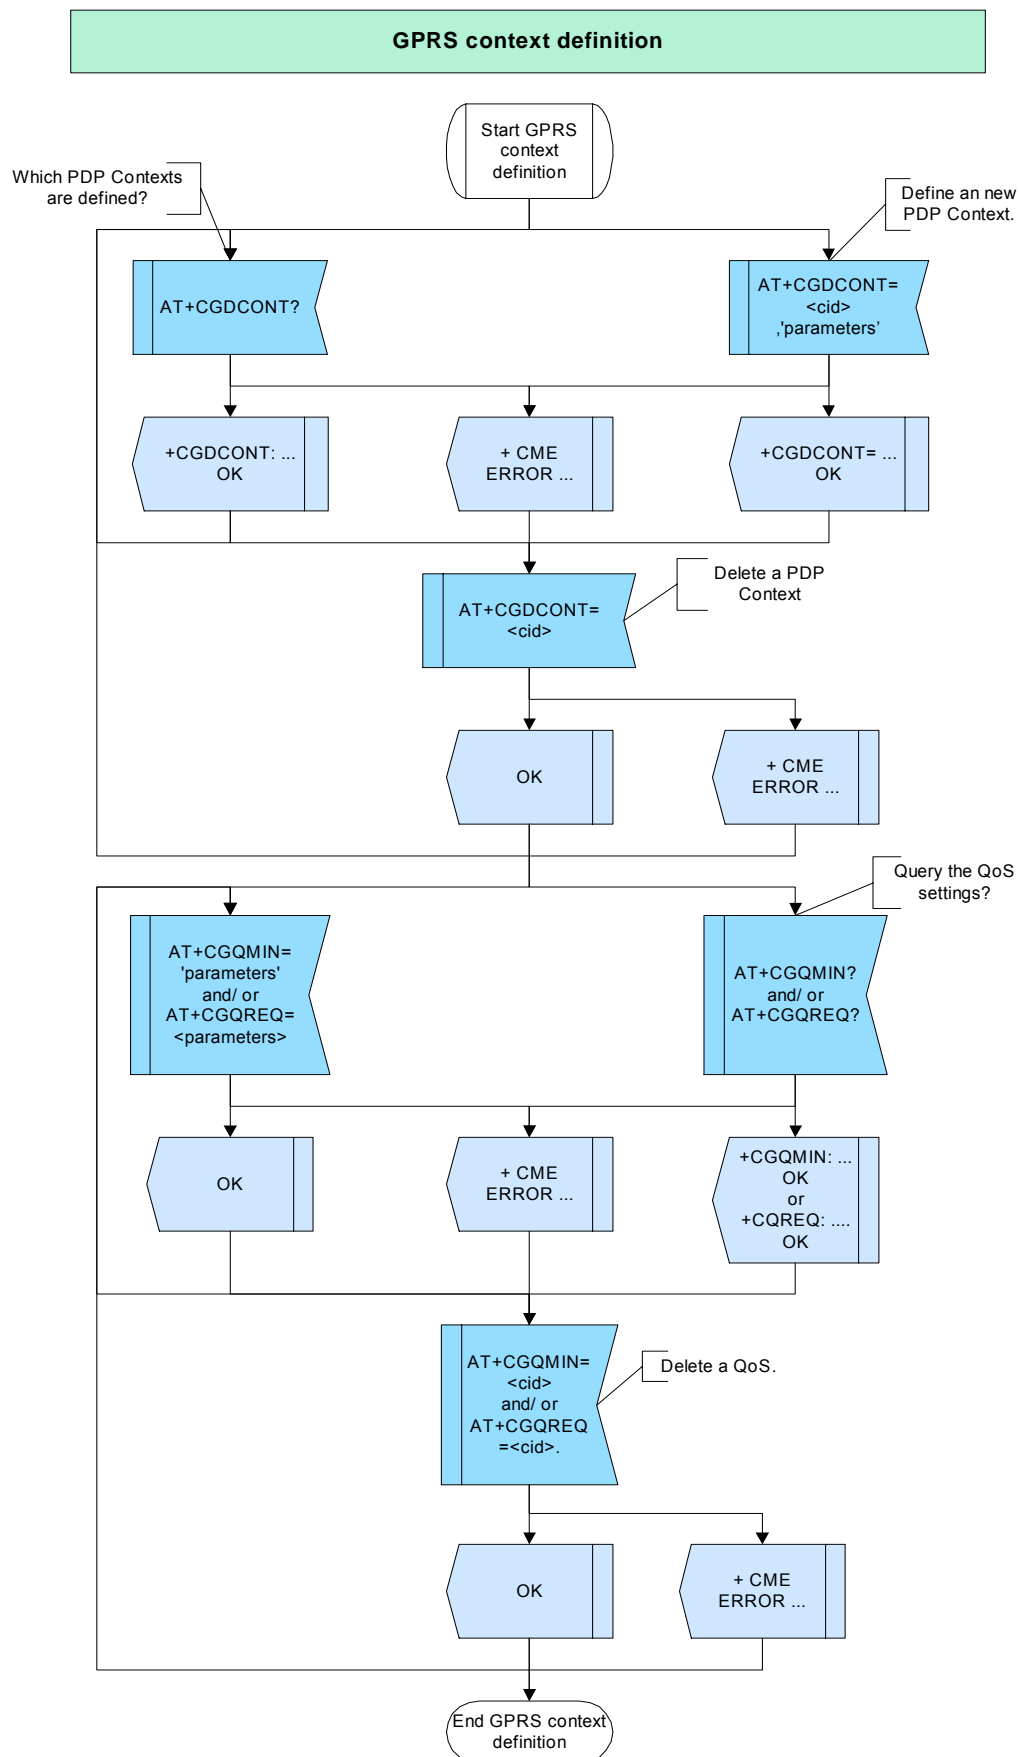 GPRS context definition
Start GPRS
context
definition
Which PDP Contexts
are defined?
Define an new
PDP Context.
AT+CGDCONT?
AT+CGDCONT=
<cid>
,'parameters’
+CGDCONT: ...
OK
+ CME
ERROR ...
+CGDCONT= ...
OK
Delete a PDP
Context
AT+CGDCONT=
<cid>
OK
+ CME
ERROR ...
Query the QoS
settings?
AT+CGQMIN=
'parameters'
and/ or
AT+CGQREQ=
<parameters>
AT+CGQMIN?
and/ or
AT+CGQREQ?
OK
+ CME
ERROR ...
+CGQMIN: ...
OK
or
+CQREQ: ....
OK
AT+CGQMIN=
<cid>
and/ or
AT+CGQREQ
=<cid>.
Delete a QoS.
OK
+ CME
ERROR ...
End GPRS context
definition